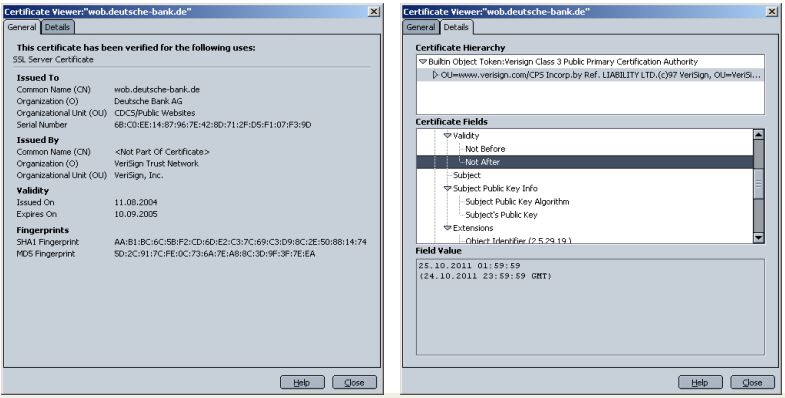 Certificate Viewer:"wob.deutsche-bank.de"
General Details
This certificate has been verified for the following uses:
SSL Server Certificate
Issued To
Common Name (CN) wob.deutsche-bank.de
Organization (O) Deutsche Bank AG
Organizational Unit (OU) CDCS/Public Websites
Serial Number 6B:C0:EE:14:87:96:7E:42:8D:71:2F:D5:F1:07:F3:9D
Issued By
Common Name (CN) <Not Part Of Certificate>
Organization (O) VeriSign Trust Network
Organizational Unit (OU) VeriSign, Inc.
Validity
Issued On 11.08.2004
Expires On 10.09.2005
Fingerprints
SHA1 Fingerprint AA:B1:BC:6C:5B:F2:CD:6D:E2:C3:7C:69:C3:D9:8C:2E:50:88:14:74
MD5 Fingerprint 5D:2C:91:7C:FE:0C:73:6A:7E:A8:8C:3D:9F:3F:7E:EA
Help Close
Certificate Viewer:"wob.deutsche-bank.de"
General Details
Certificate Hierarchy
Builtin Object Token:Verisign Class 3 Public Primary Certification Authority
OU=www.verisign.com/CPS Incorp.by Ref. LIABILITY LTD.(c)97 VeriSign, OU=VeriSi...
Certificate Fields
Validity
Not Before
Not After
Subject
Subject Public Key Info
Subject Public Key Algorithm
Subject's Public Key
Extensions
Object Identifier (2 5 29 19 )
Field Value
25.10.2011 01:59:59
(24.10.2011 23:59:59 GMT)
Help Close